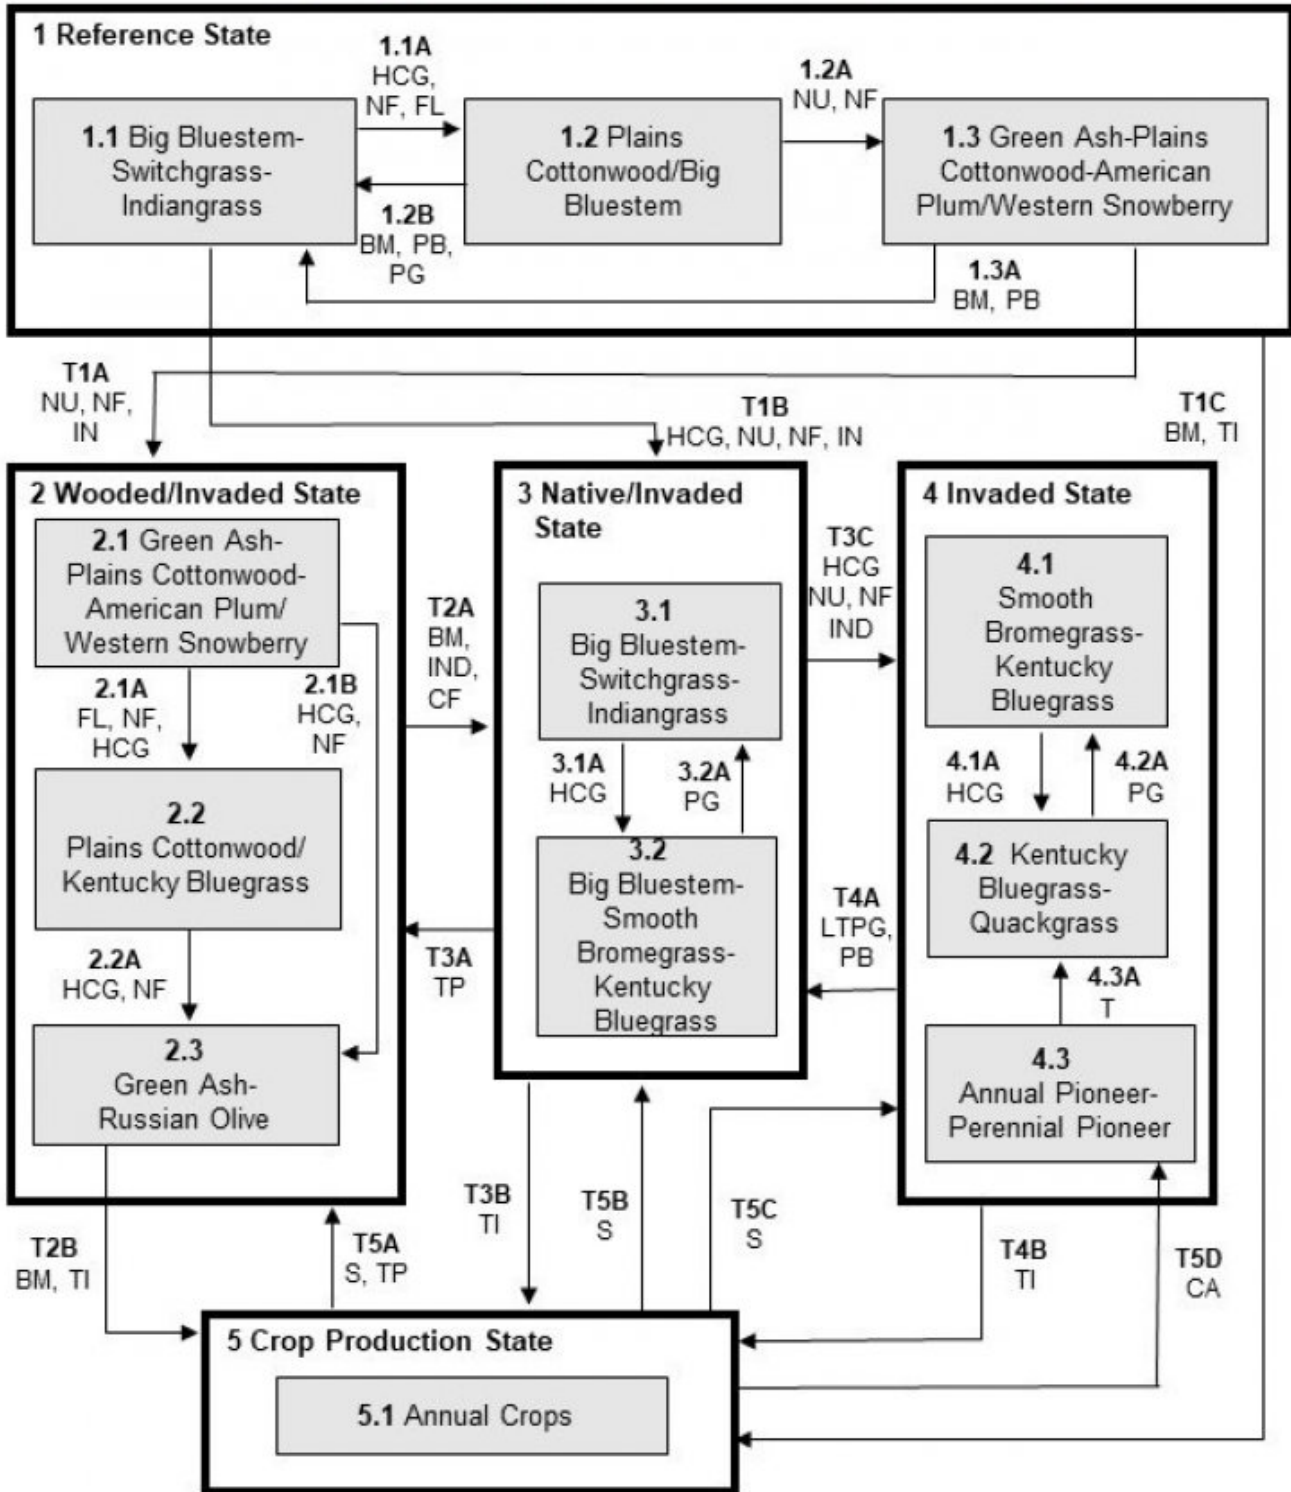 1 Reference State
1.1A
HCG,
NF, FL
1.2A
NU, NF
1.1 Big Bluestem-
Switchgrass-
Indiangrass
1.2 Plains
Cottonwood/Big
Bluestem
1.3 Green Ash-Plains
Cottonwood-American
Plum/Western Snowberry
1.2B
BM, PB,
PG
1.3A
BM, PB
T1A
NU, NF,
IN
T1B
HCG, NU, NF, IN
T1C
BM, TI
2 Wooded/Invaded State
2.1 Green Ash-
Plains Cottonwood-
American Plum/
Western Snowberry
2.1A
FL, NF,
HCG
2.1B
HCG,
NF
2.2
Plains Cottonwood/
Kentucky Bluegrass
2.2A
HCG, NF
2.3
Green Ash-
Russian Olive
T2A
BM,
IND,
CF
T3A
TP
3 Native/Invaded
State
3.1
Big Bluestem-
Switchgrass-
Indiangrass
3.1A
HCG
3.2A
PG
3.2
Big Bluestem-
Smooth
Bromegrass-
Kentucky
Bluegrass
T3C
HCG
NU, NF
IND
T4A
LTPG,
PB
4 Invaded State
4.1
Smooth
Bromegrass-
Kentucky
Bluegrass
4.1A
HCG
4.2A
PG
4.2 Kentucky
Bluegrass-
Quackgrass
4.3A
T
4.3
Annual Pioneer-
Perennial Pioneer
T2B
BM, TI
T5A
S, TP
T3B
TI
T5B
S
T5C
S
T4B
TI
T5D
CA
5 Crop Production State
5.1 Annual Crops